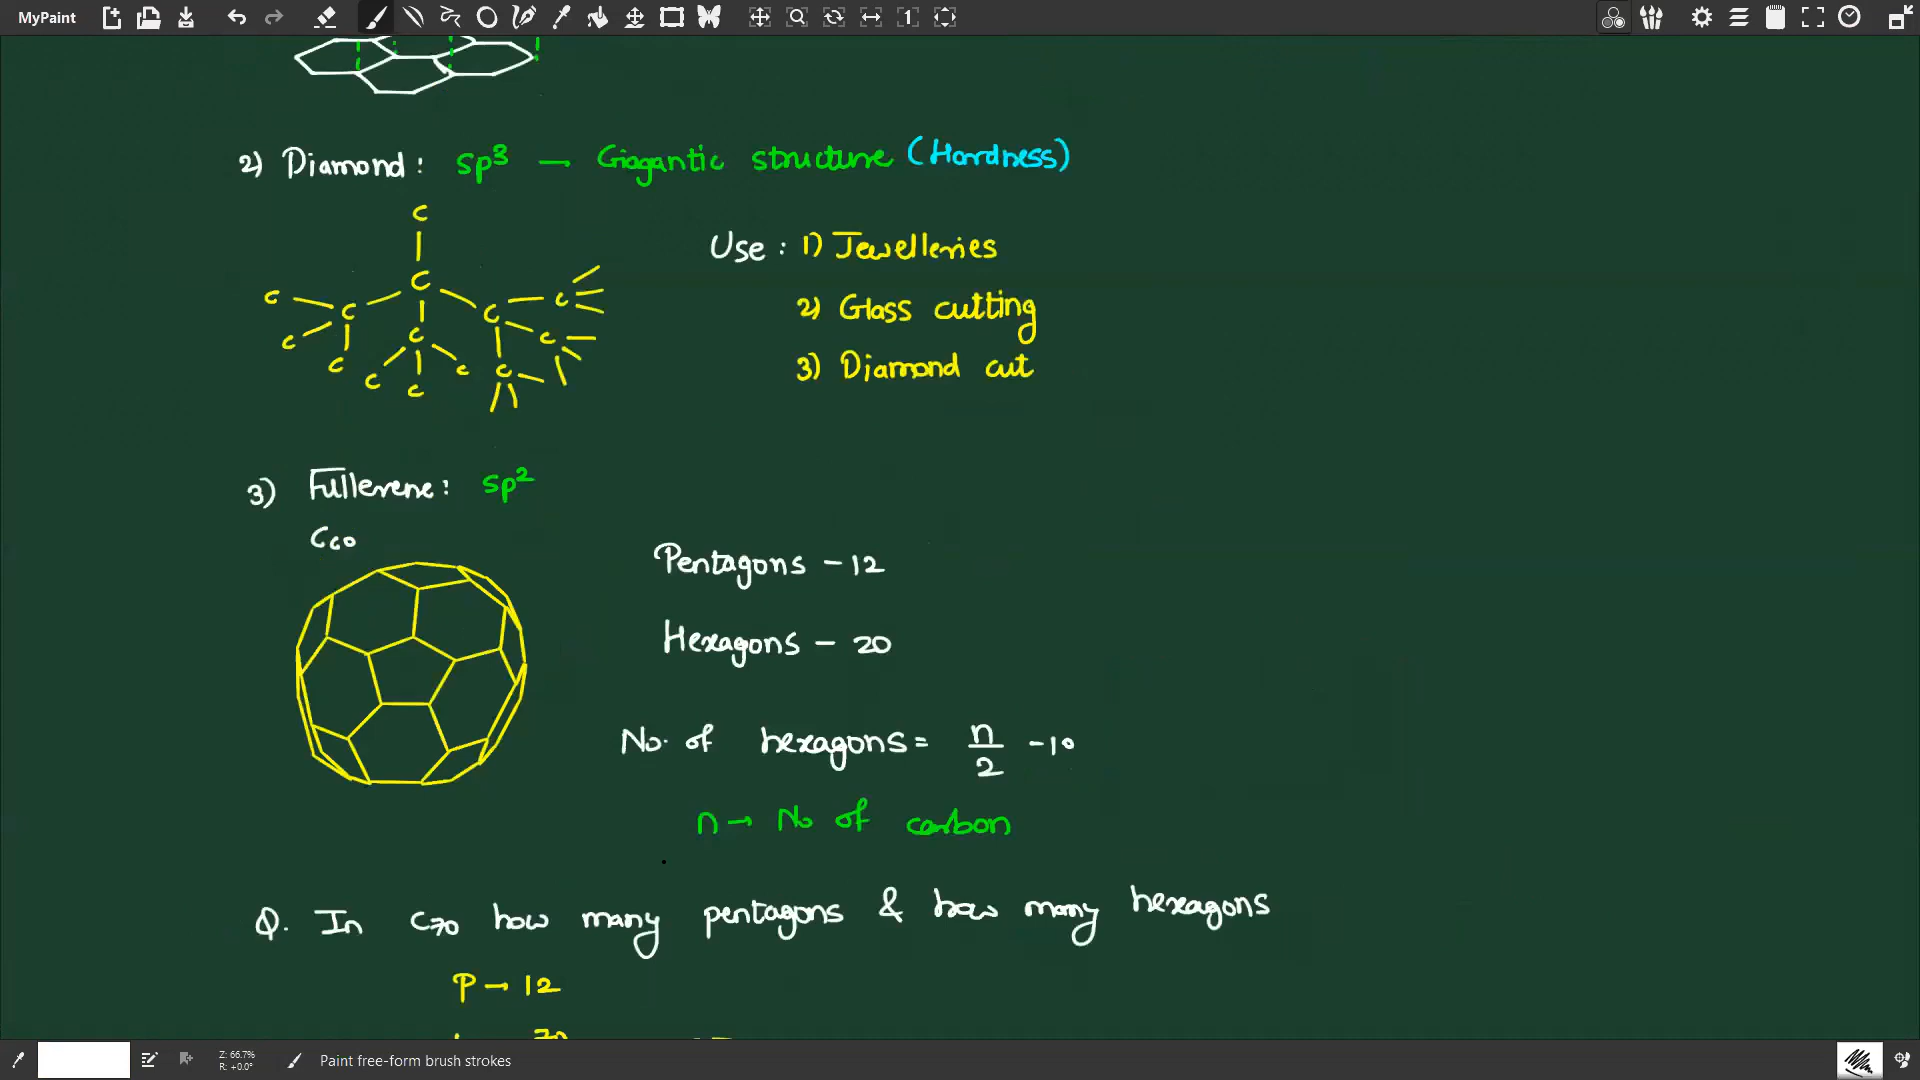 MyPaint
2) Diamond : sp³ — Giagantic structure (Hardness)
C
C
C C C C
C C C
C C C C C
C
Use : 1) Jewelleries
2) Glass cutting
3) Diamond cut
3) Fullerene : sp²
C60
Pentagons – 12
Hexagons – 20
No. of hexagons = n/2 -10
n → No of carbon
Q. In C70 how many pentagons & how many hexagons
P → 12
Z: 66.7%
R: +0.0°
Paint free-form brush strokes